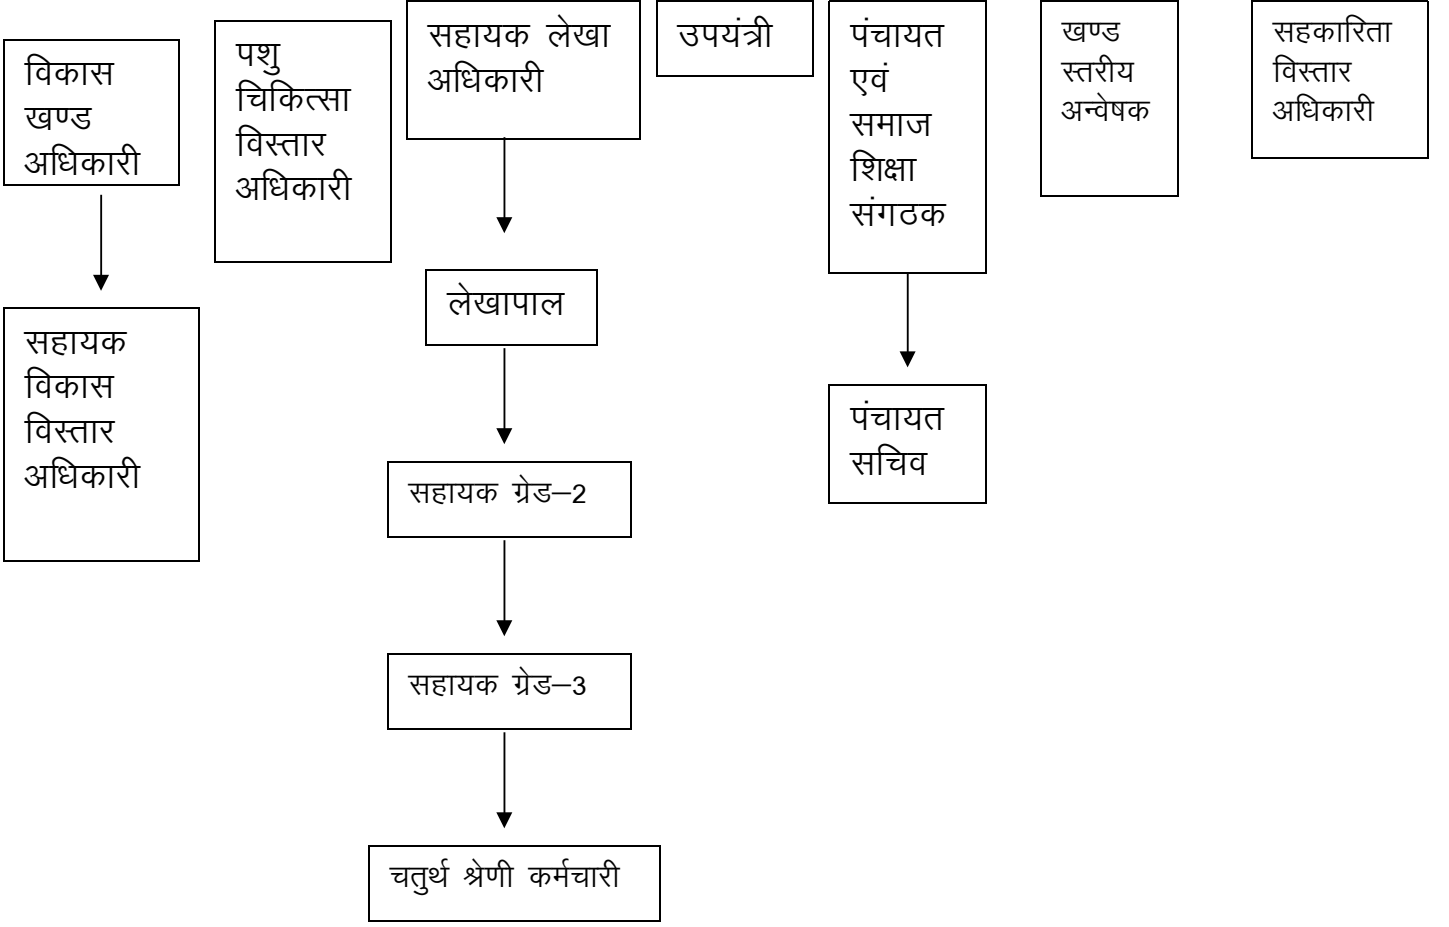 विकास
खण्ड
अधिकारी
पशु
चिकित्सा
विस्तार
अधिकारी
सहायक लेखा
अधिकारी
उपयंत्री
पंचायत
एवं
समाज
शिक्षा
संगठक
खण्ड
स्तरीय
अन्वेषक
सहकारिता
विस्तार
अधिकारी
सहायक
विकास
विस्तार
अधिकारी
लेखापाल
पंचायत
सचिव
सहायक ग्रेड–2
सहायक ग्रेड–3
चतुर्थ श्रेणी कर्मचारी